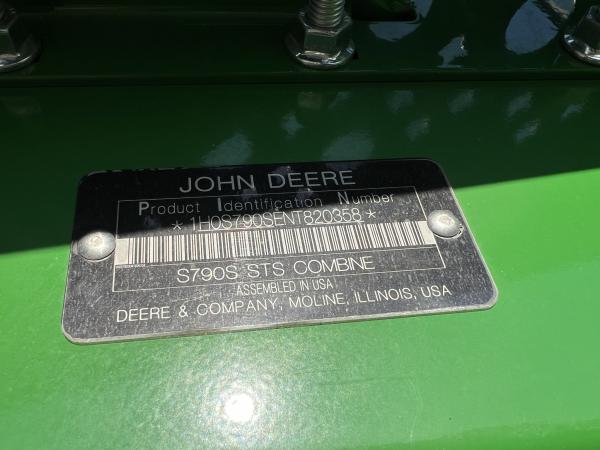 JOHN DEERE
Product Identification Number
*1H0S790SENT820358*
S790S STS COMBINE
ASSEMBLED IN USA
DEERE & COMPANY, MOLINE, ILLINOIS, USA